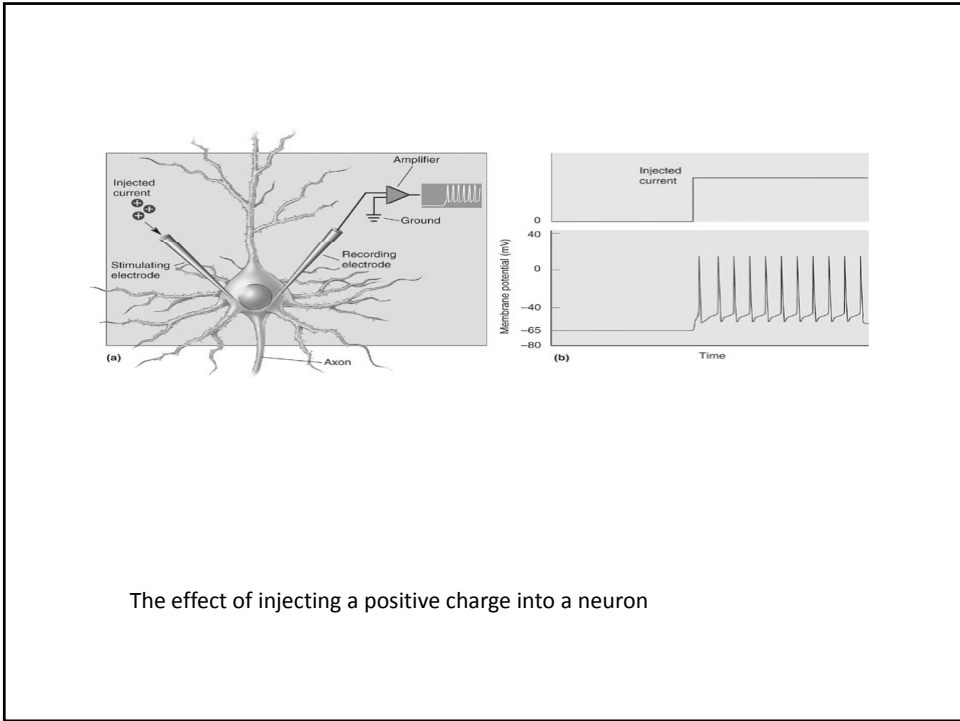 Injected
current
Stimulating
electrode
Amplifier
Ground
Recording
electrode
Axon
(a)
Injected
current
0
40
0
−40
−65
−80
Membrane potential (mV)
(b)
Time
The effect of injecting a positive charge into a neuron